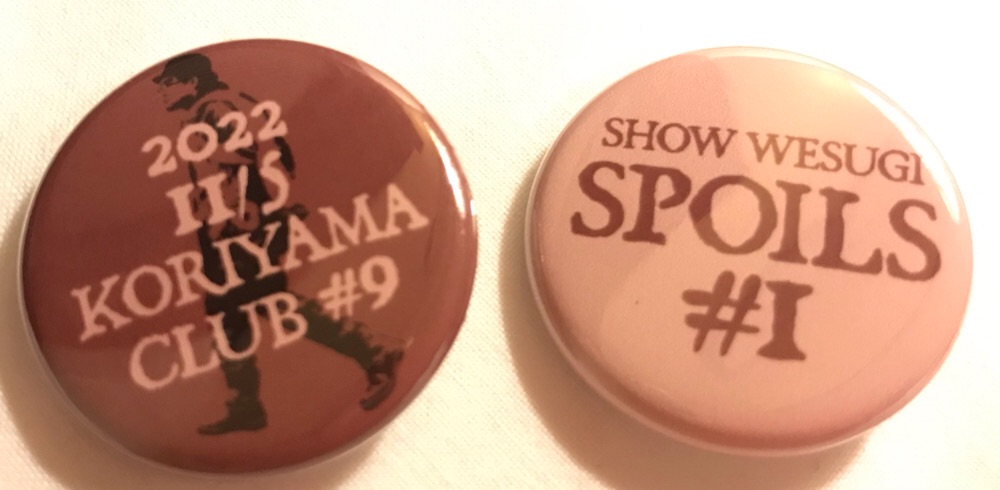 2022
11/5
KORIYAMA
CLUB #9
SHOW WESUGI
SPOILS
#1